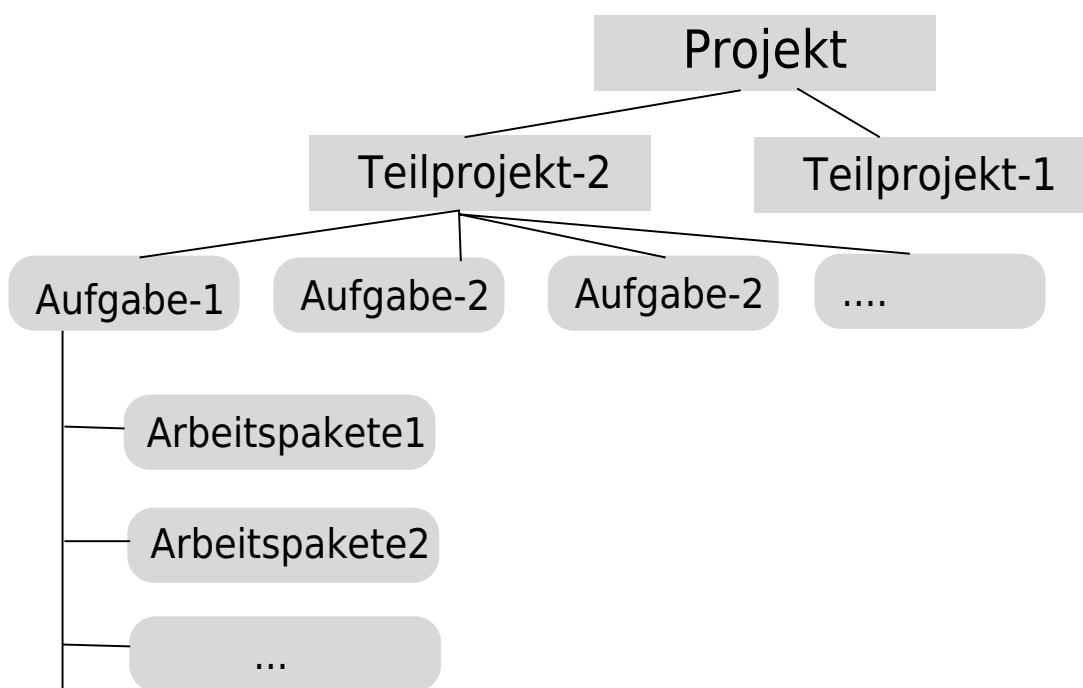 Projekt
Teilprojekt-2
Teilprojekt-1
Aufgabe-1
Aufgabe-2
Aufgabe-2
....
Arbeitspakete1
Arbeitspakete2
...